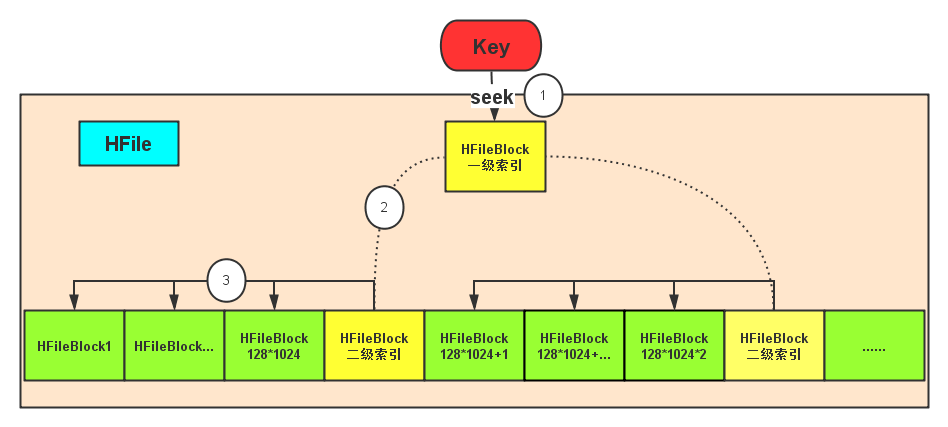 Key
seek
1
HFile
HFileBlock
一级索引
2
3
HFileBlock1
HFileBlock...
HFileBlock
128*1024
HFileBlock
二级索引
HFileBlock
128*1024+1
HFileBlock
128*1024+...
HFileBlock
128*1024*2
HFileBlock
二级索引
......